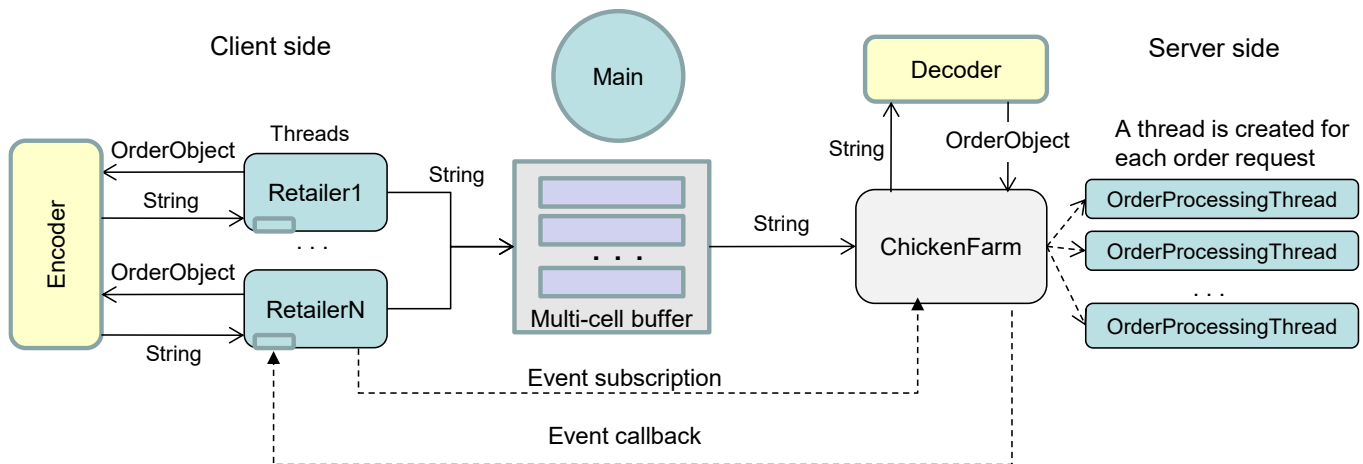 Client side
Main
Decoder
Server side
Threads
OrderObject
Retailer1
String
String
Encoder
. . .
OrderObject
RetailerN
String
. . .
Multi-cell buffer
String
String
OrderObject
ChickenFarm
A thread is created for
each order request
OrderProcessingThread
OrderProcessingThread
. . .
OrderProcessingThread
Event subscription
Event callback